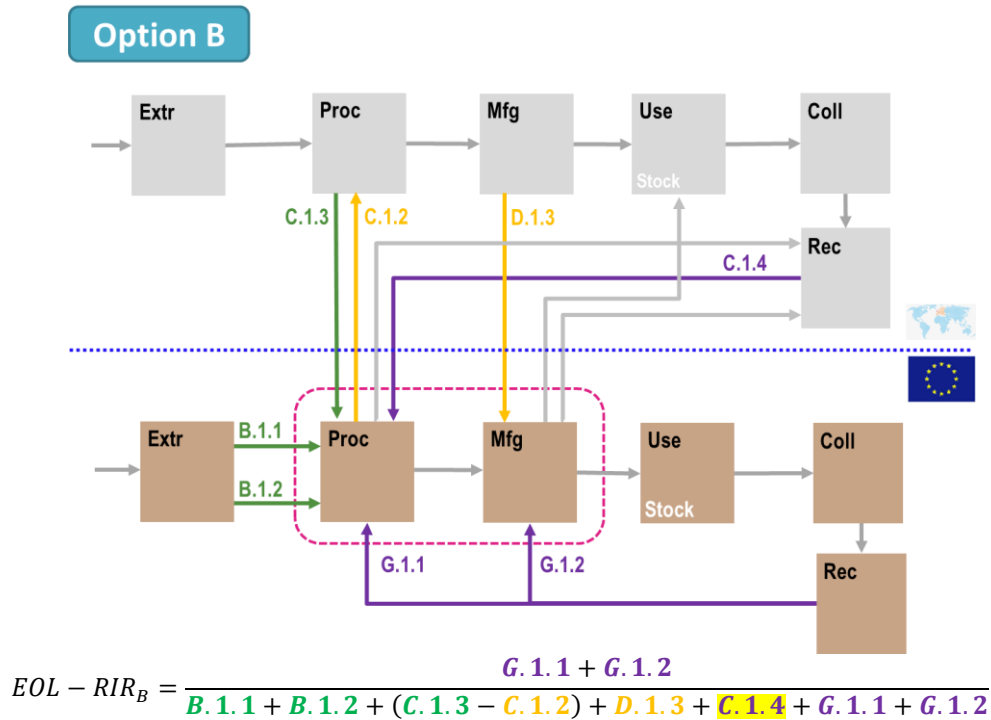 Option B
Extr
Proc
Mfg
Use
Coll
Stock
C.1.3
C.1.2
D.1.3
Rec
C.1.4
Extr
B.1.1
B.1.2
Proc
Mfg
Use
Coll
Stock
G.1.1
G.1.2
Rec
EOL − RIR_B = (G.1.1 + G.1.2) / (B.1.1 + B.1.2 + (C.1.3 − C.1.2) + D.1.3 + C.1.4 + G.1.1 + G.1.2)